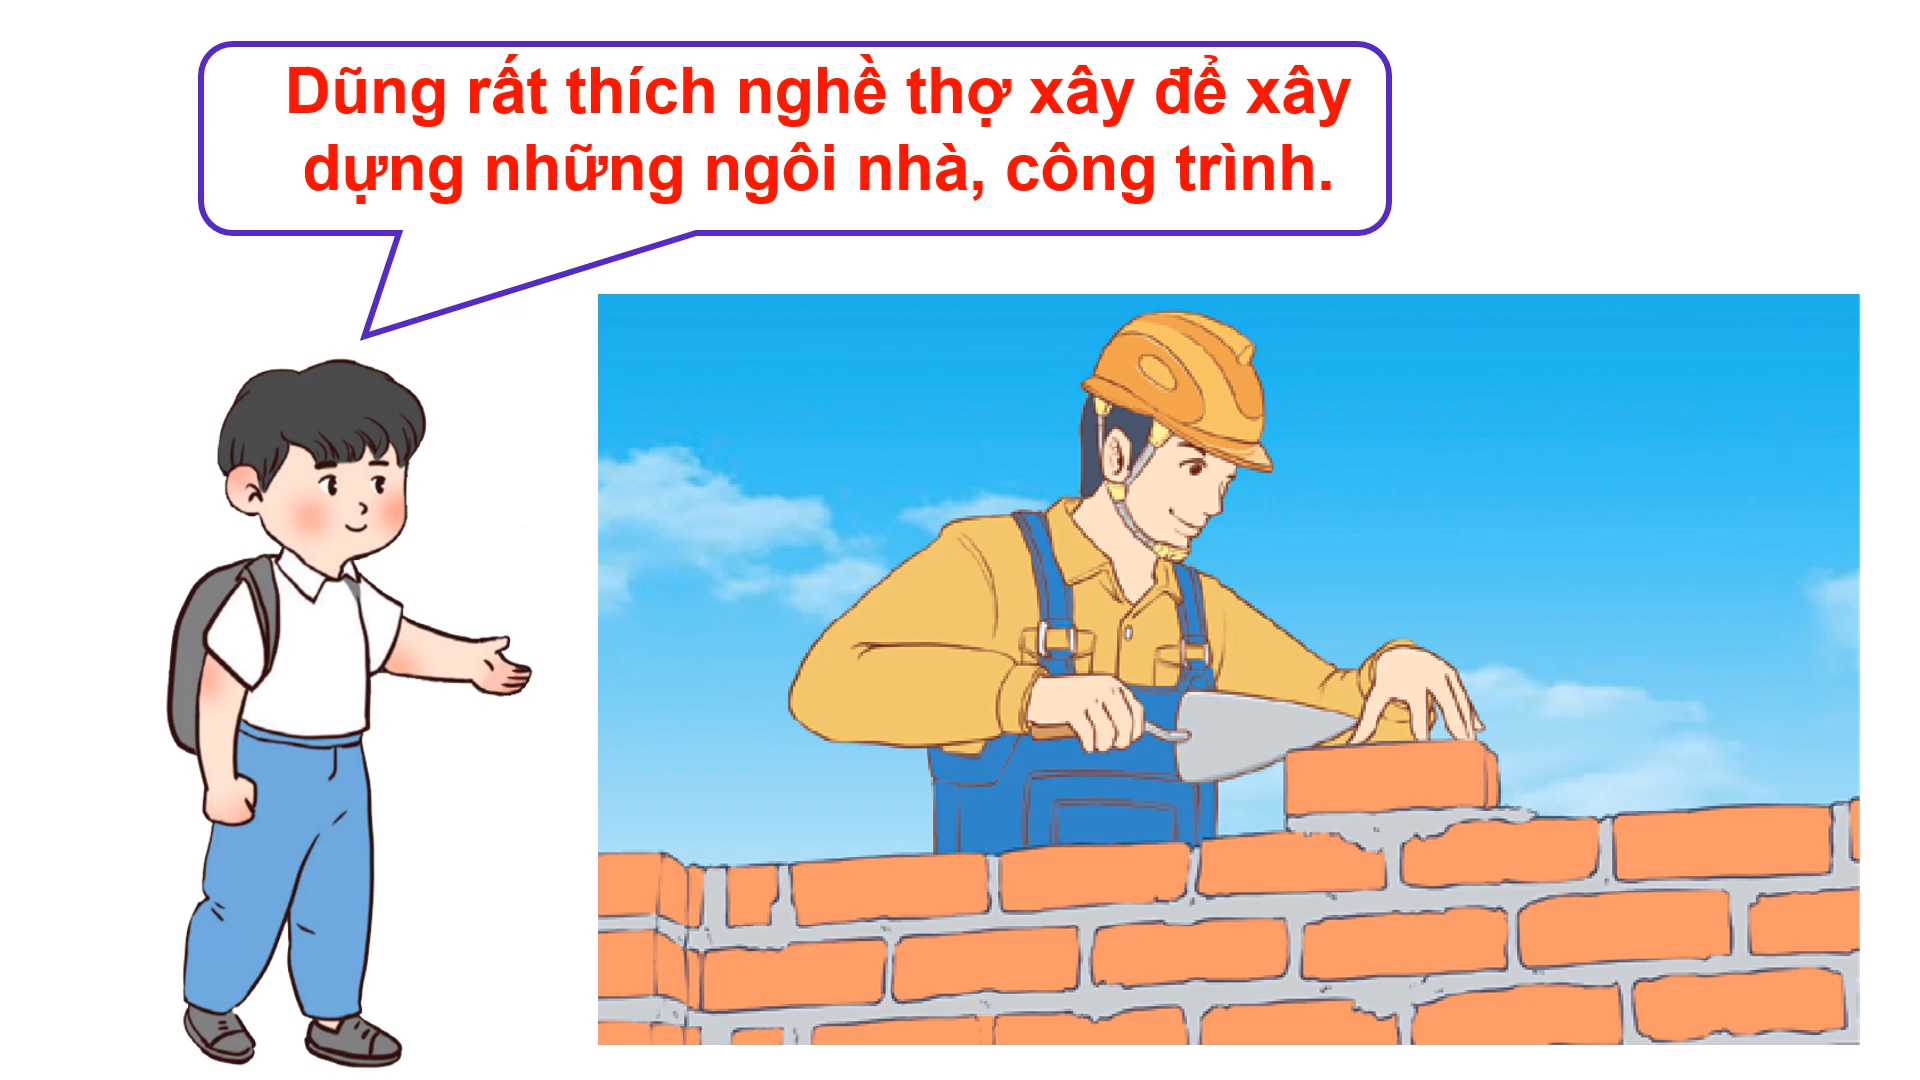 Dũng rất thích nghề thợ xây để xây
dựng những ngôi nhà, công trình.